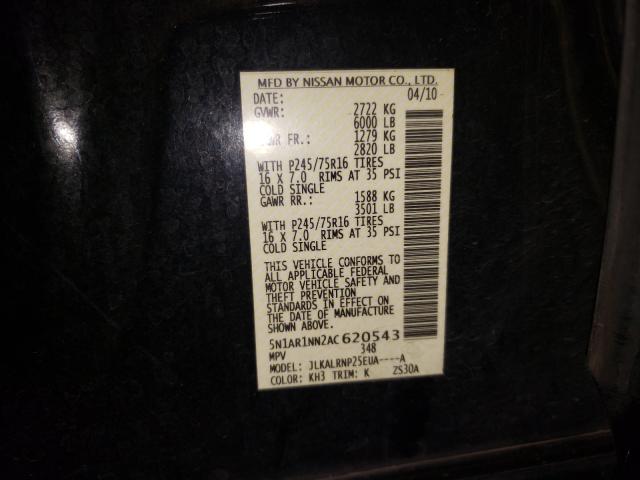 MFD BY NISSAN MOTOR CO., LTD.
DATE: 04/10
GVWR: 2722 KG
6000 LB
FR.: 1279 KG
2820 LB
WITH P245/75R16 TIRES
16 X 7.0 RIMS AT 35 PSI
COLD SINGLE
GAWR RR.: 1588 KG
3501 LB
WITH P245/75R16 TIRES
16 X 7.0 RIMS AT 35 PSI
COLD SINGLE
THIS VEHICLE CONFORMS TO
ALL APPLICABLE FEDERAL
MOTOR VEHICLE SAFETY AND
THEFT PREVENTION
STANDARDS IN EFFECT ON
THE DATE OF MANUFACTURE
SHOWN ABOVE.
5N1AR1NN2AC620543
MPV 348
MODEL: JLKALRNP25EUA----A
COLOR: KH3 TRIM: K ZS30A